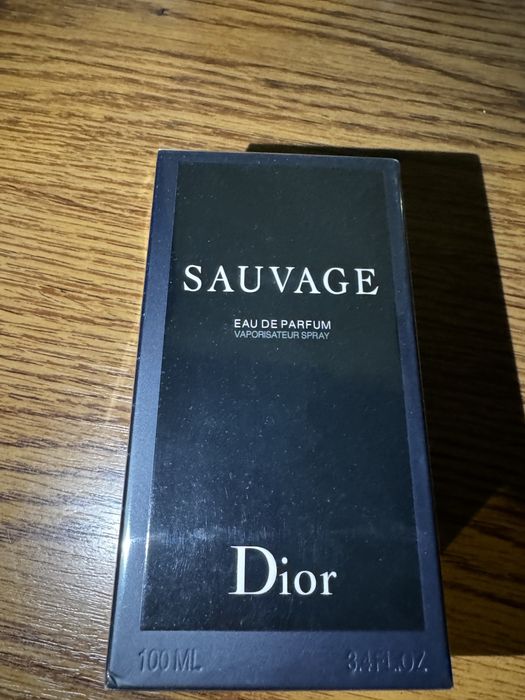 SAUVAGE
EAU DE PARFUM
VAPORISATEUR SPRAY
Dior
100 ML 3.4 FL.OZ